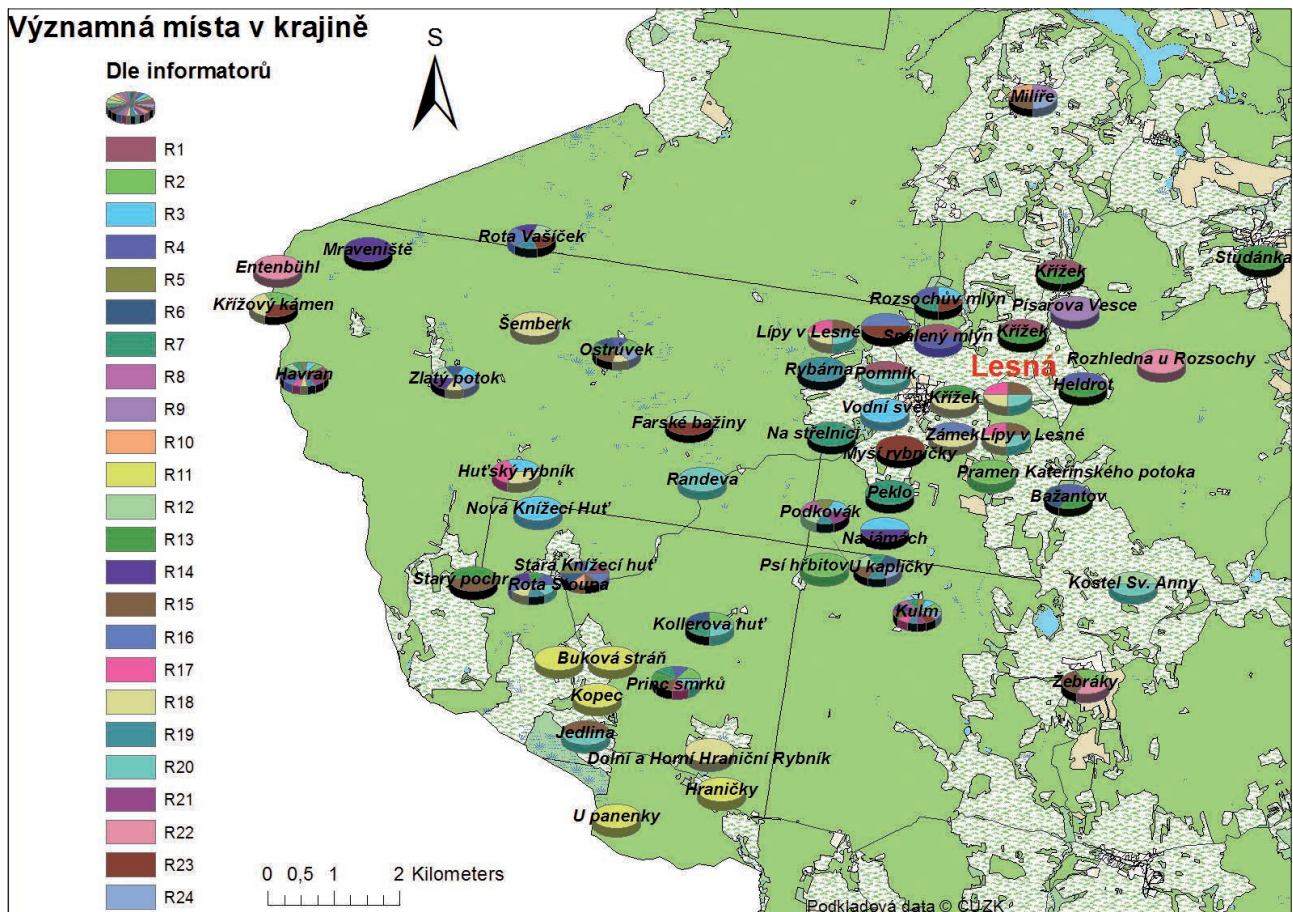 Významná místa v krajině
Dle informatorů
R1
R2
R3
R4
R5
R6
R7
R8
R9
R10
R11
R12
R13
R14
R15
R16
R17
R18
R19
R20
R21
R22
R23
R24
S
Milíře
Studánka
Křížek
Písařova Vesce
Rota Vašíček
Mraveniště
Entenbühl
Křížový kámen
Rozsochův mlýn
Šemberk
Lípy v Lesné
Spálený mlýn
Křížek
Ostrůvek
Lesná
Rozhledna u Rozsochy
Havran
Zlatý potok
Rybárna
Pomník
Heldrot
Křížek
Vodní svět
Farské bažiny
Na střelnici
Zámek
Lípy v Lesné
Myší rybníčky
Huťský rybník
Randeva
Pramen Kateřinského potoka
Peklo
Bažantov
Nová Knížecí Huť
Podkovák
Na jámách
Stará Knížecí huť
Psí hřbitov
U kapličky
Starý pochr
Rota Sloupa
Kostel Sv. Anny
Kulm
Kollerova huť
Buková stráň
Princ smrků
Žebráky
Kopec
Jedlina
Dolní a Horní Hraniční Rybník
Hraničky
U panenky
0 0,5 1 2 Kilometers
Podkladová data © ČÚZK